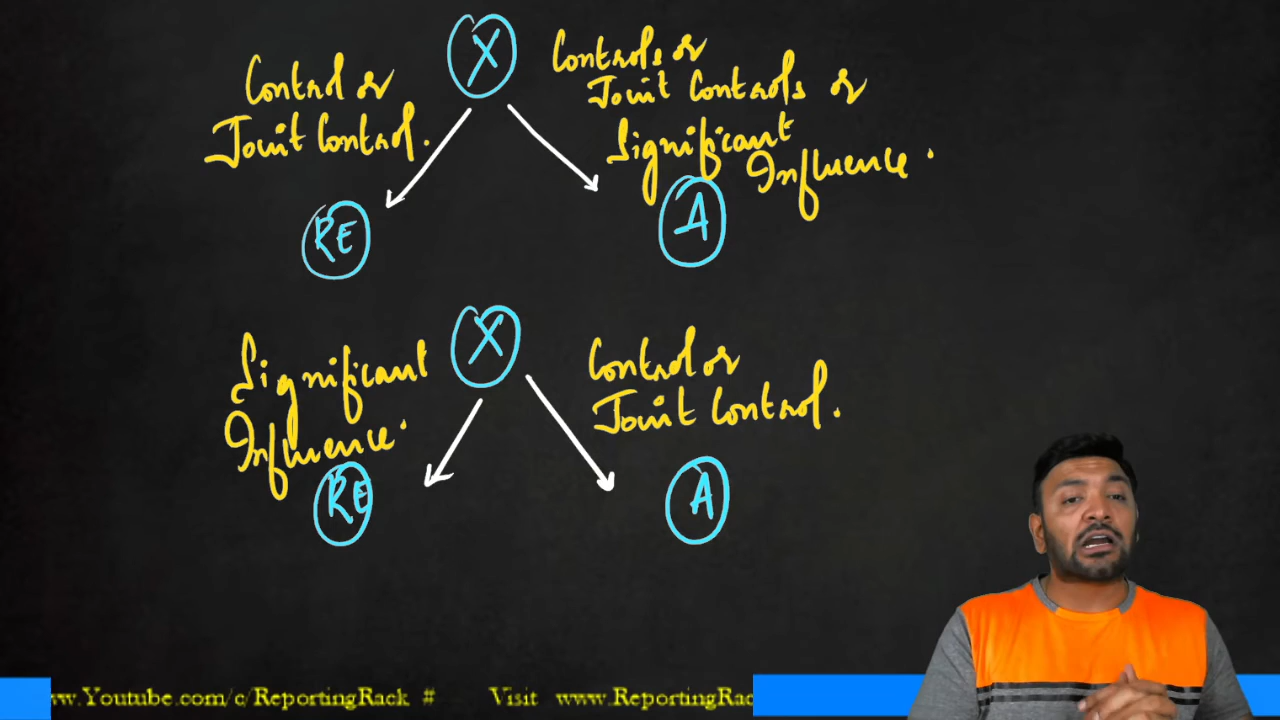 X
Control or
Joint Control.
Controls or
Joint Controls or
Significant
Influence.
RE
A
X
Significant
Influence.
Control or
Joint Control.
RE
A
ww.Youtube.com/c/ReportingRack # Visit www.ReportingRac